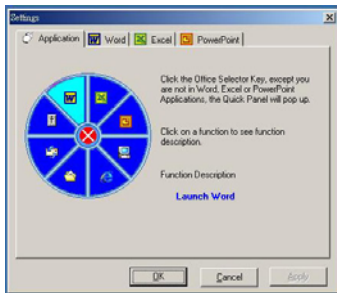 Settings
Application
Word
Excel
PowerPoint
Click the Office Selector Key, except you
are not in Word, Excel or PowerPoint
Applications, the Quick Panel will pop up.
Click on a function to see function
description.
Function Description
Launch Word
OK
Cancel
Apply